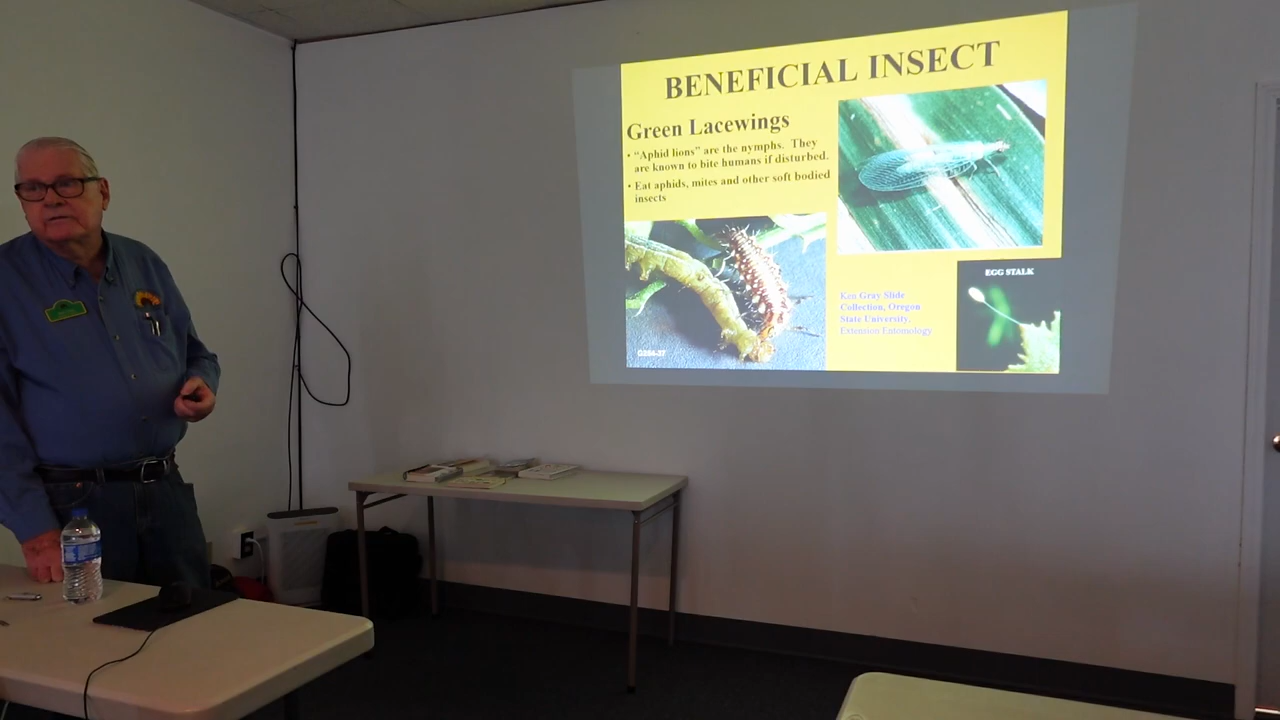 BENEFICIAL INSECT
Green Lacewings
• “Aphid lions” are the nymphs. They
are known to bite humans if disturbed.
• Eat aphids, mites and other soft bodied
insects
EGG STALK
Ken Gray Slide
Collection, Oregon
State University,
Extension Entomology